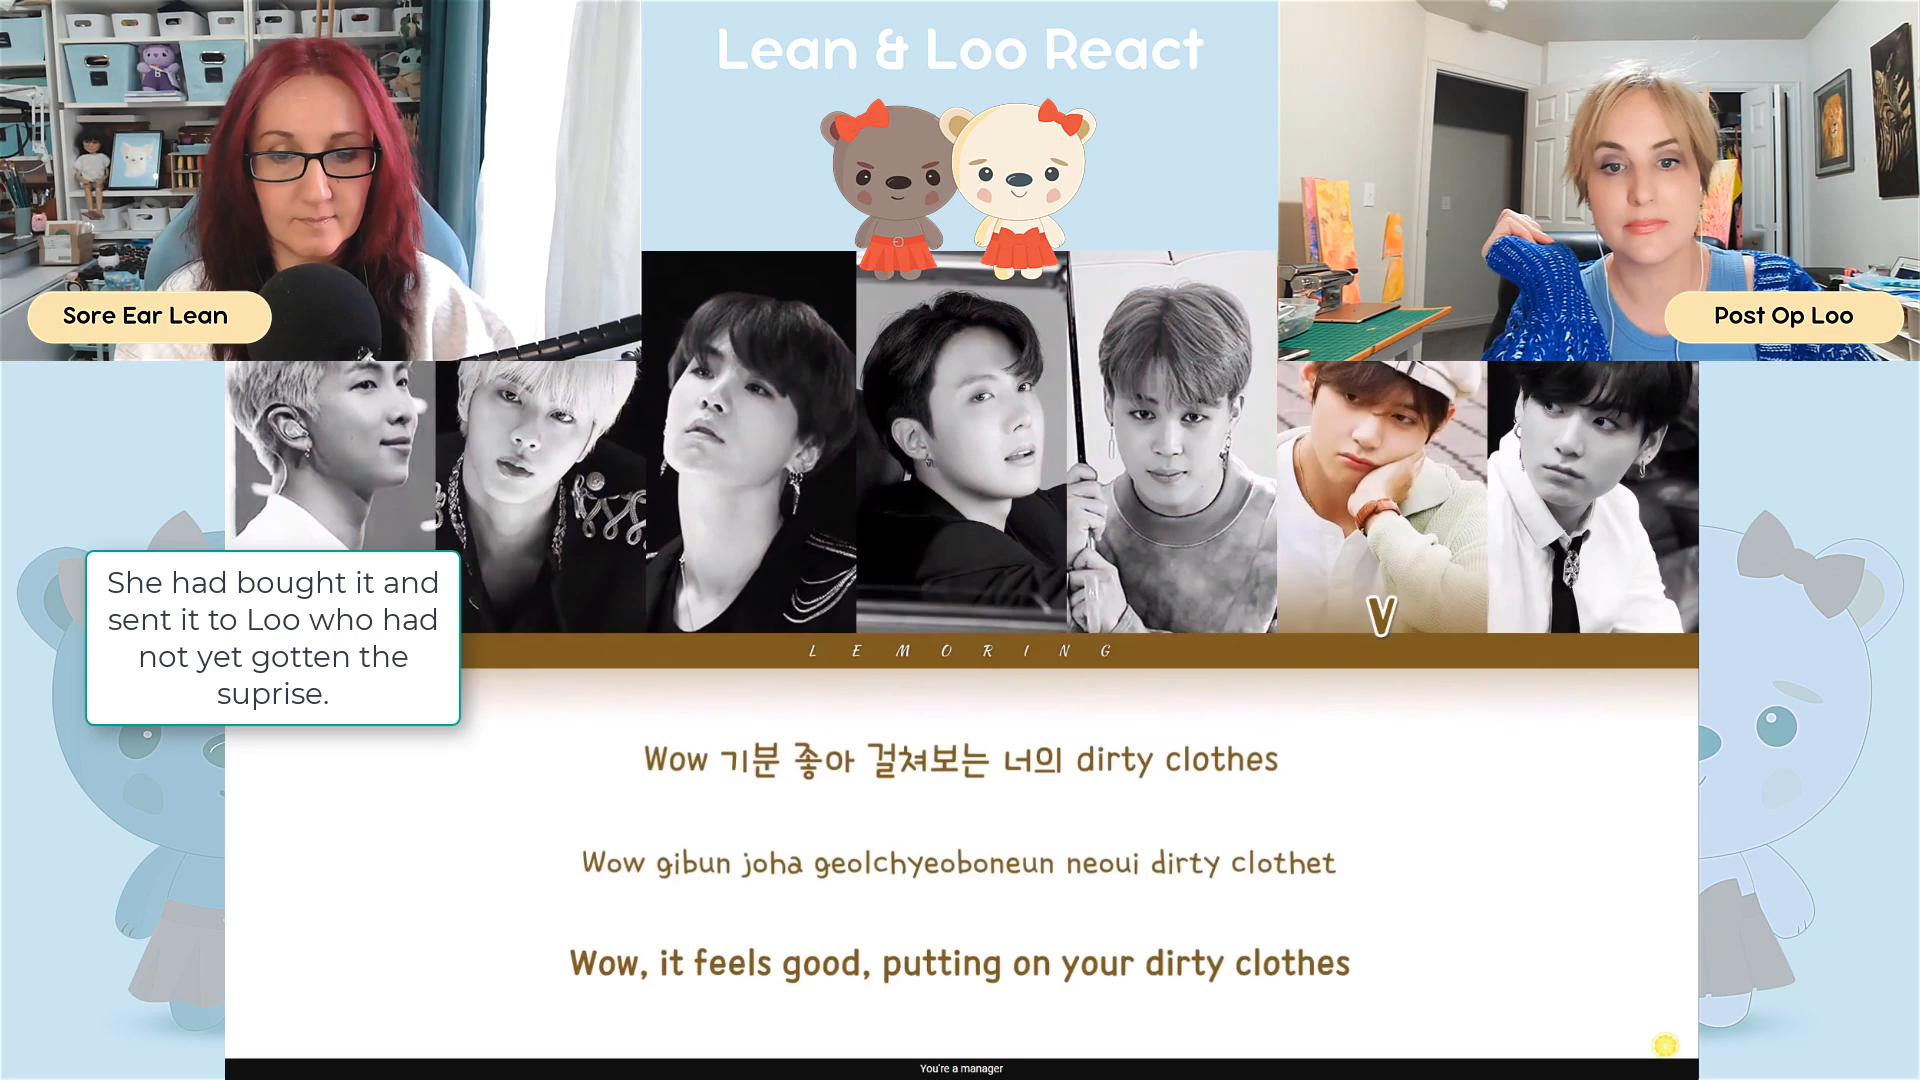 Lean & Loo React
Sore Ear Lean
Post Op Loo
She had bought it and
sent it to Loo who had
not yet gotten the
suprise.
V
LEMORING
Wow 기분 좋아 걸쳐보는 너의 dirty clothes
Wow gibun joha geolchyeoboneun neoui dirty clothet
Wow, it feels good, putting on your dirty clothes
You're a manager